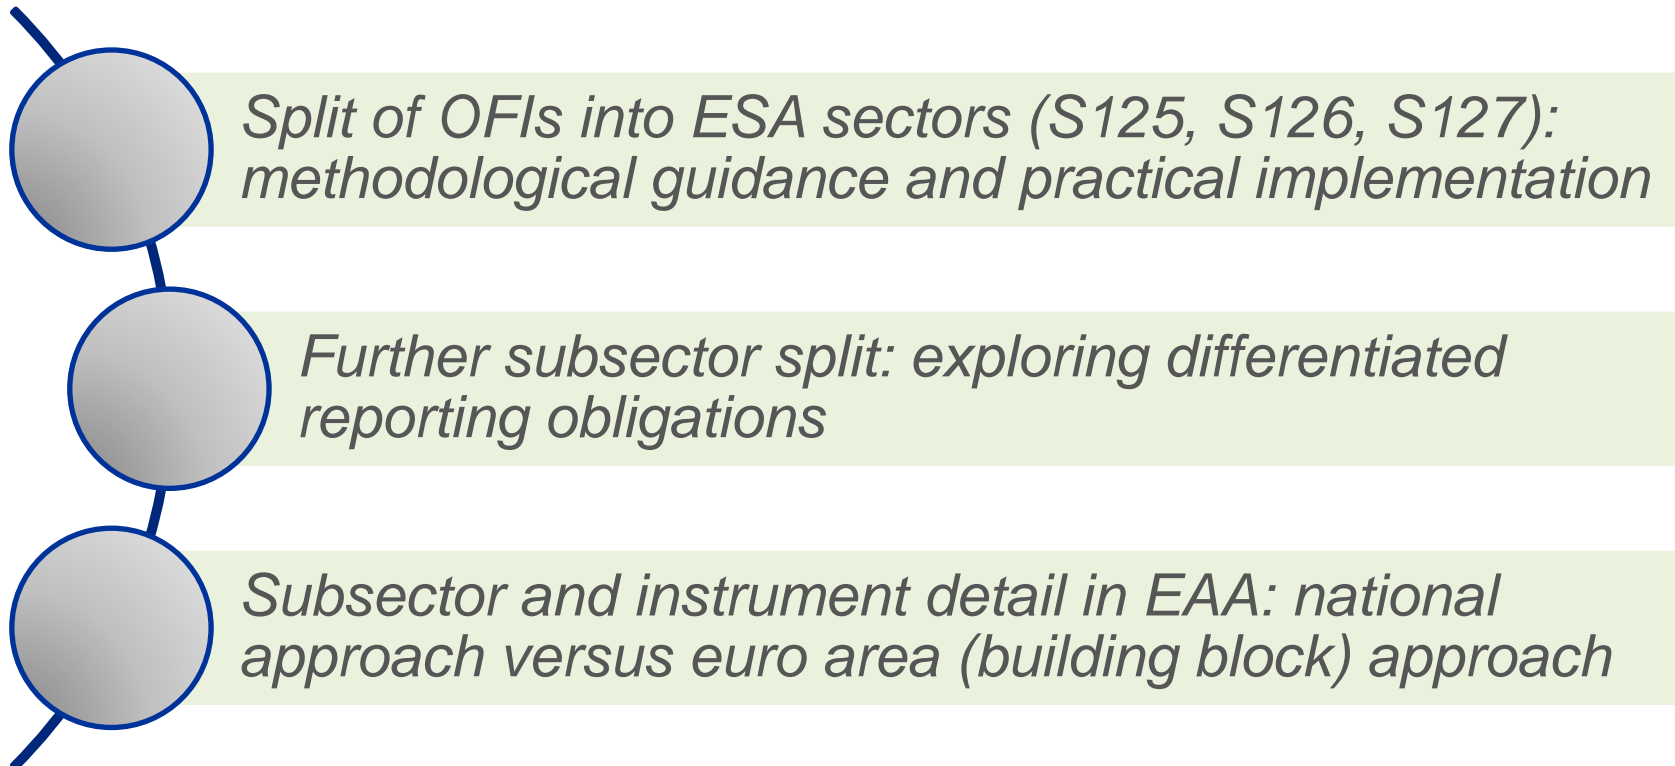 Split of OFIs into ESA sectors (S125, S126, S127):
methodological guidance and practical implementation
Further subsector split: exploring differentiated
reporting obligations
Subsector and instrument detail in EAA: national
approach versus euro area (building block) approach